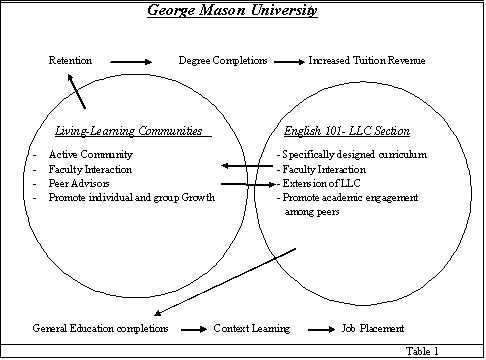 George Mason University
Retention Degree Completions Increased Tuition Revenue
Living-Learning Communities
- Active Community
- Faculty Interaction
- Peer Advisors
- Promote individual and group Growth
English 101- LLC Section
- Specifically designed curriculum
- Faculty Interaction
- Extension of LLC
- Promote academic engagement
among peers
General Education completions Context Learning Job Placement
Table 1